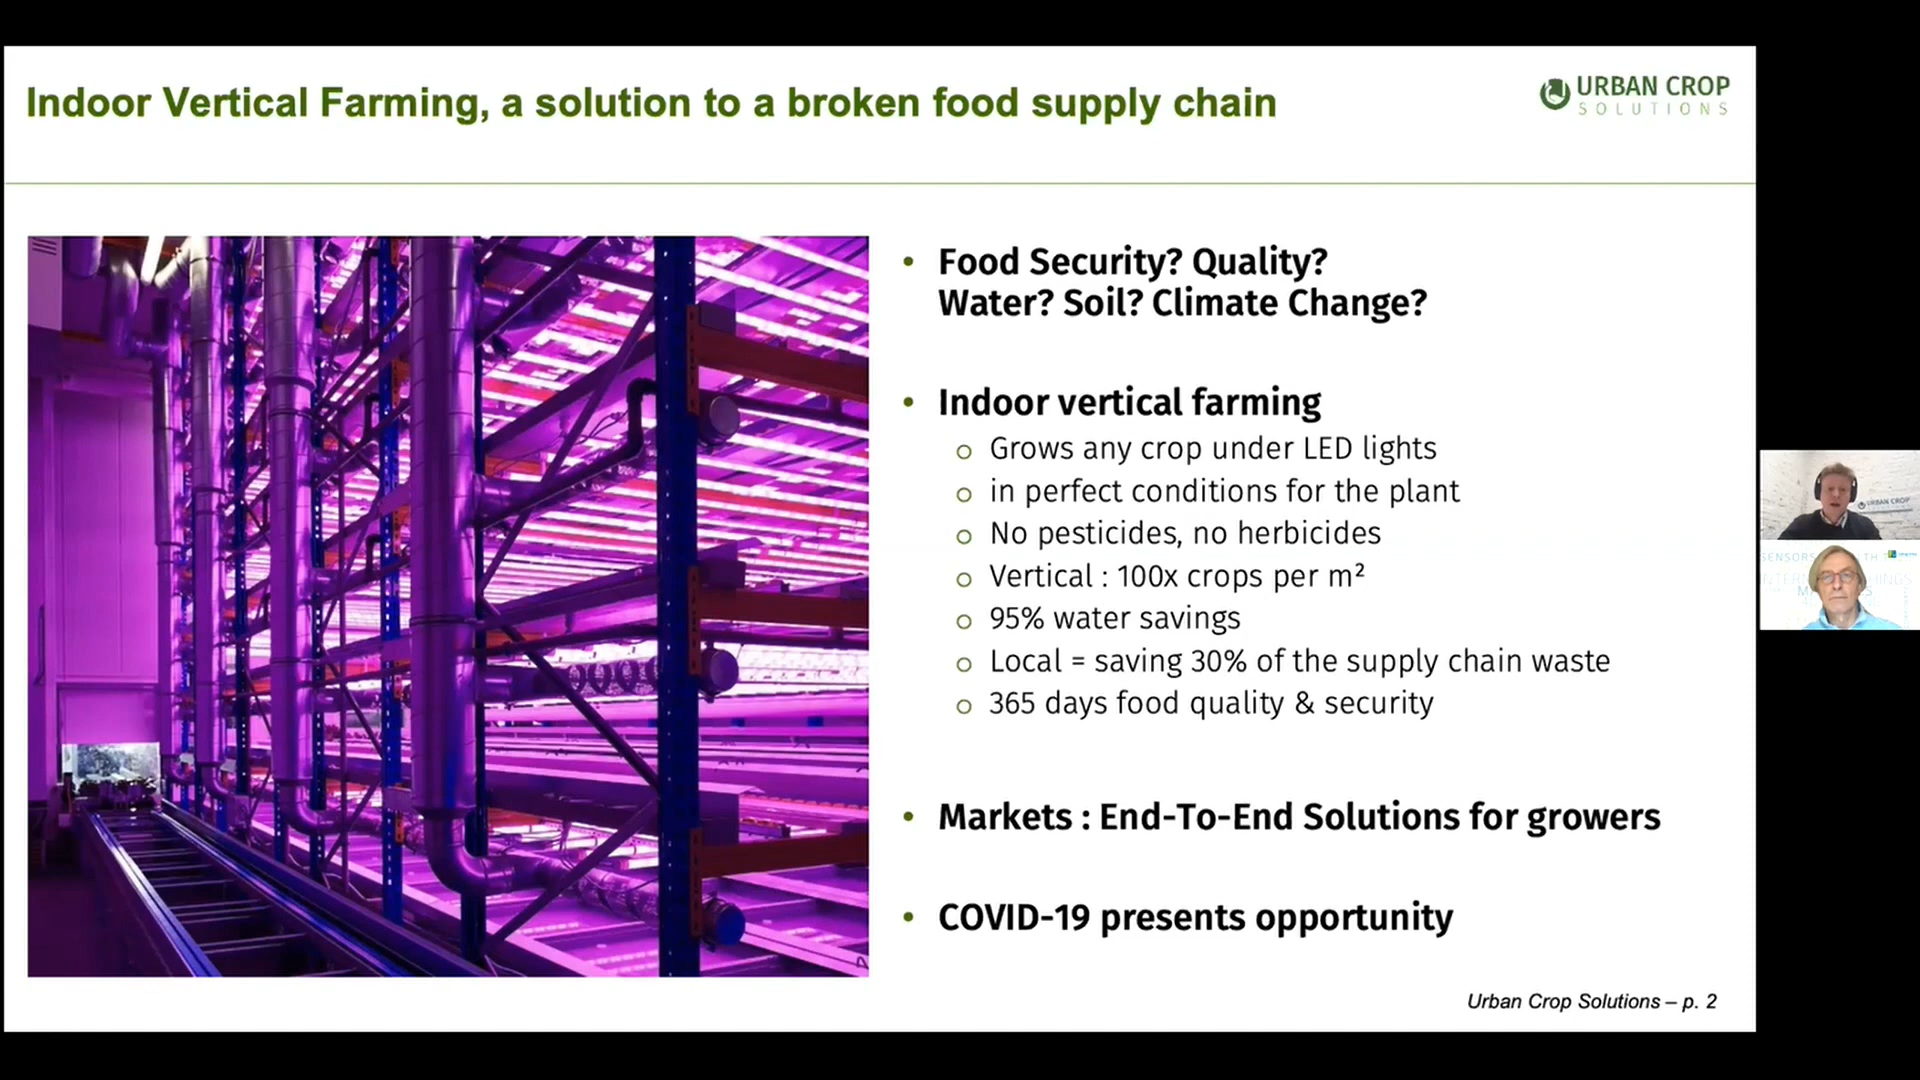 Indoor Vertical Farming, a solution to a broken food supply chain
URBAN CROP
SOLUTIONS
• Food Security? Quality?
Water? Soil? Climate Change?
• Indoor vertical farming
o Grows any crop under LED lights
o in perfect conditions for the plant
o No pesticides, no herbicides
o Vertical : 100x crops per m²
o 95% water savings
o Local = saving 30% of the supply chain waste
o 365 days food quality & security
• Markets : End-To-End Solutions for growers
• COVID-19 presents opportunity
Urban Crop Solutions – p. 2
URBAN CROP
SENSORS